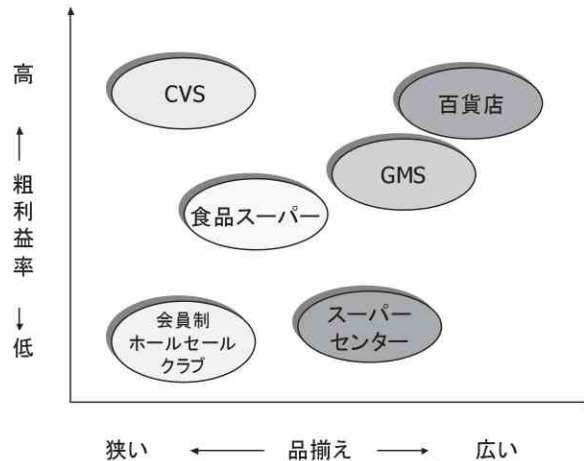 高
↑
粗利益率
↓
低
CVS
百貨店
GMS
食品スーパー
会員制
ホールセール
クラブ
スーパー
センター
狭い ← 品揃え → 広い